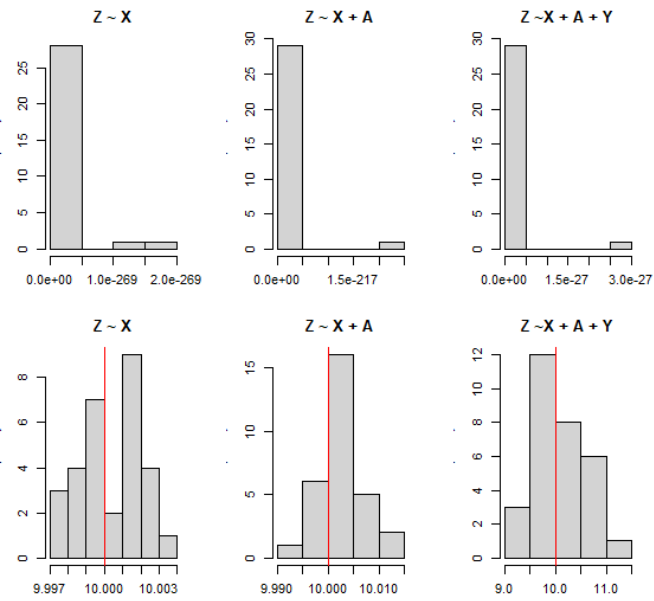 Z ~ X
Z ~ X + A
Z ~X + A + Y
0 5 10 15 20 25
0.0e+00 1.0e-269 2.0e-269
0 5 10 15 20 25 30
0.0e+00 1.5e-217
0 5 10 15 20 25 30
0.0e+00 1.5e-27 3.0e-27
Z ~ X
Z ~ X + A
Z ~X + A + Y
0 2 4 6 8
9.997 10.000 10.003
0 5 10 15
9.990 10.000 10.010
0 2 4 6 8 10 12
9.0 10.0 11.0